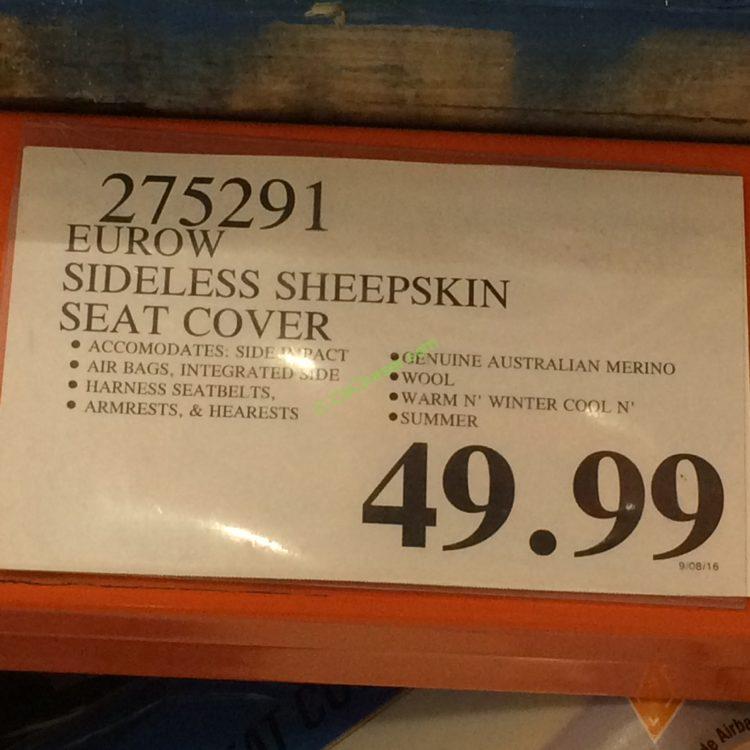 275291
EUROW
SIDELESS SHEEPSKIN
SEAT COVER
• ACCOMODATES: SIDE IMPACT
• AIR BAGS, INTEGRATED SIDE
• HARNESS SEATBELTS,
• ARMRESTS, & HEARESTS
• GENUINE AUSTRALIAN MERINO
• WOOL
• WARM N' WINTER COOL N'
• SUMMER
49.99
9/08/16
Airba